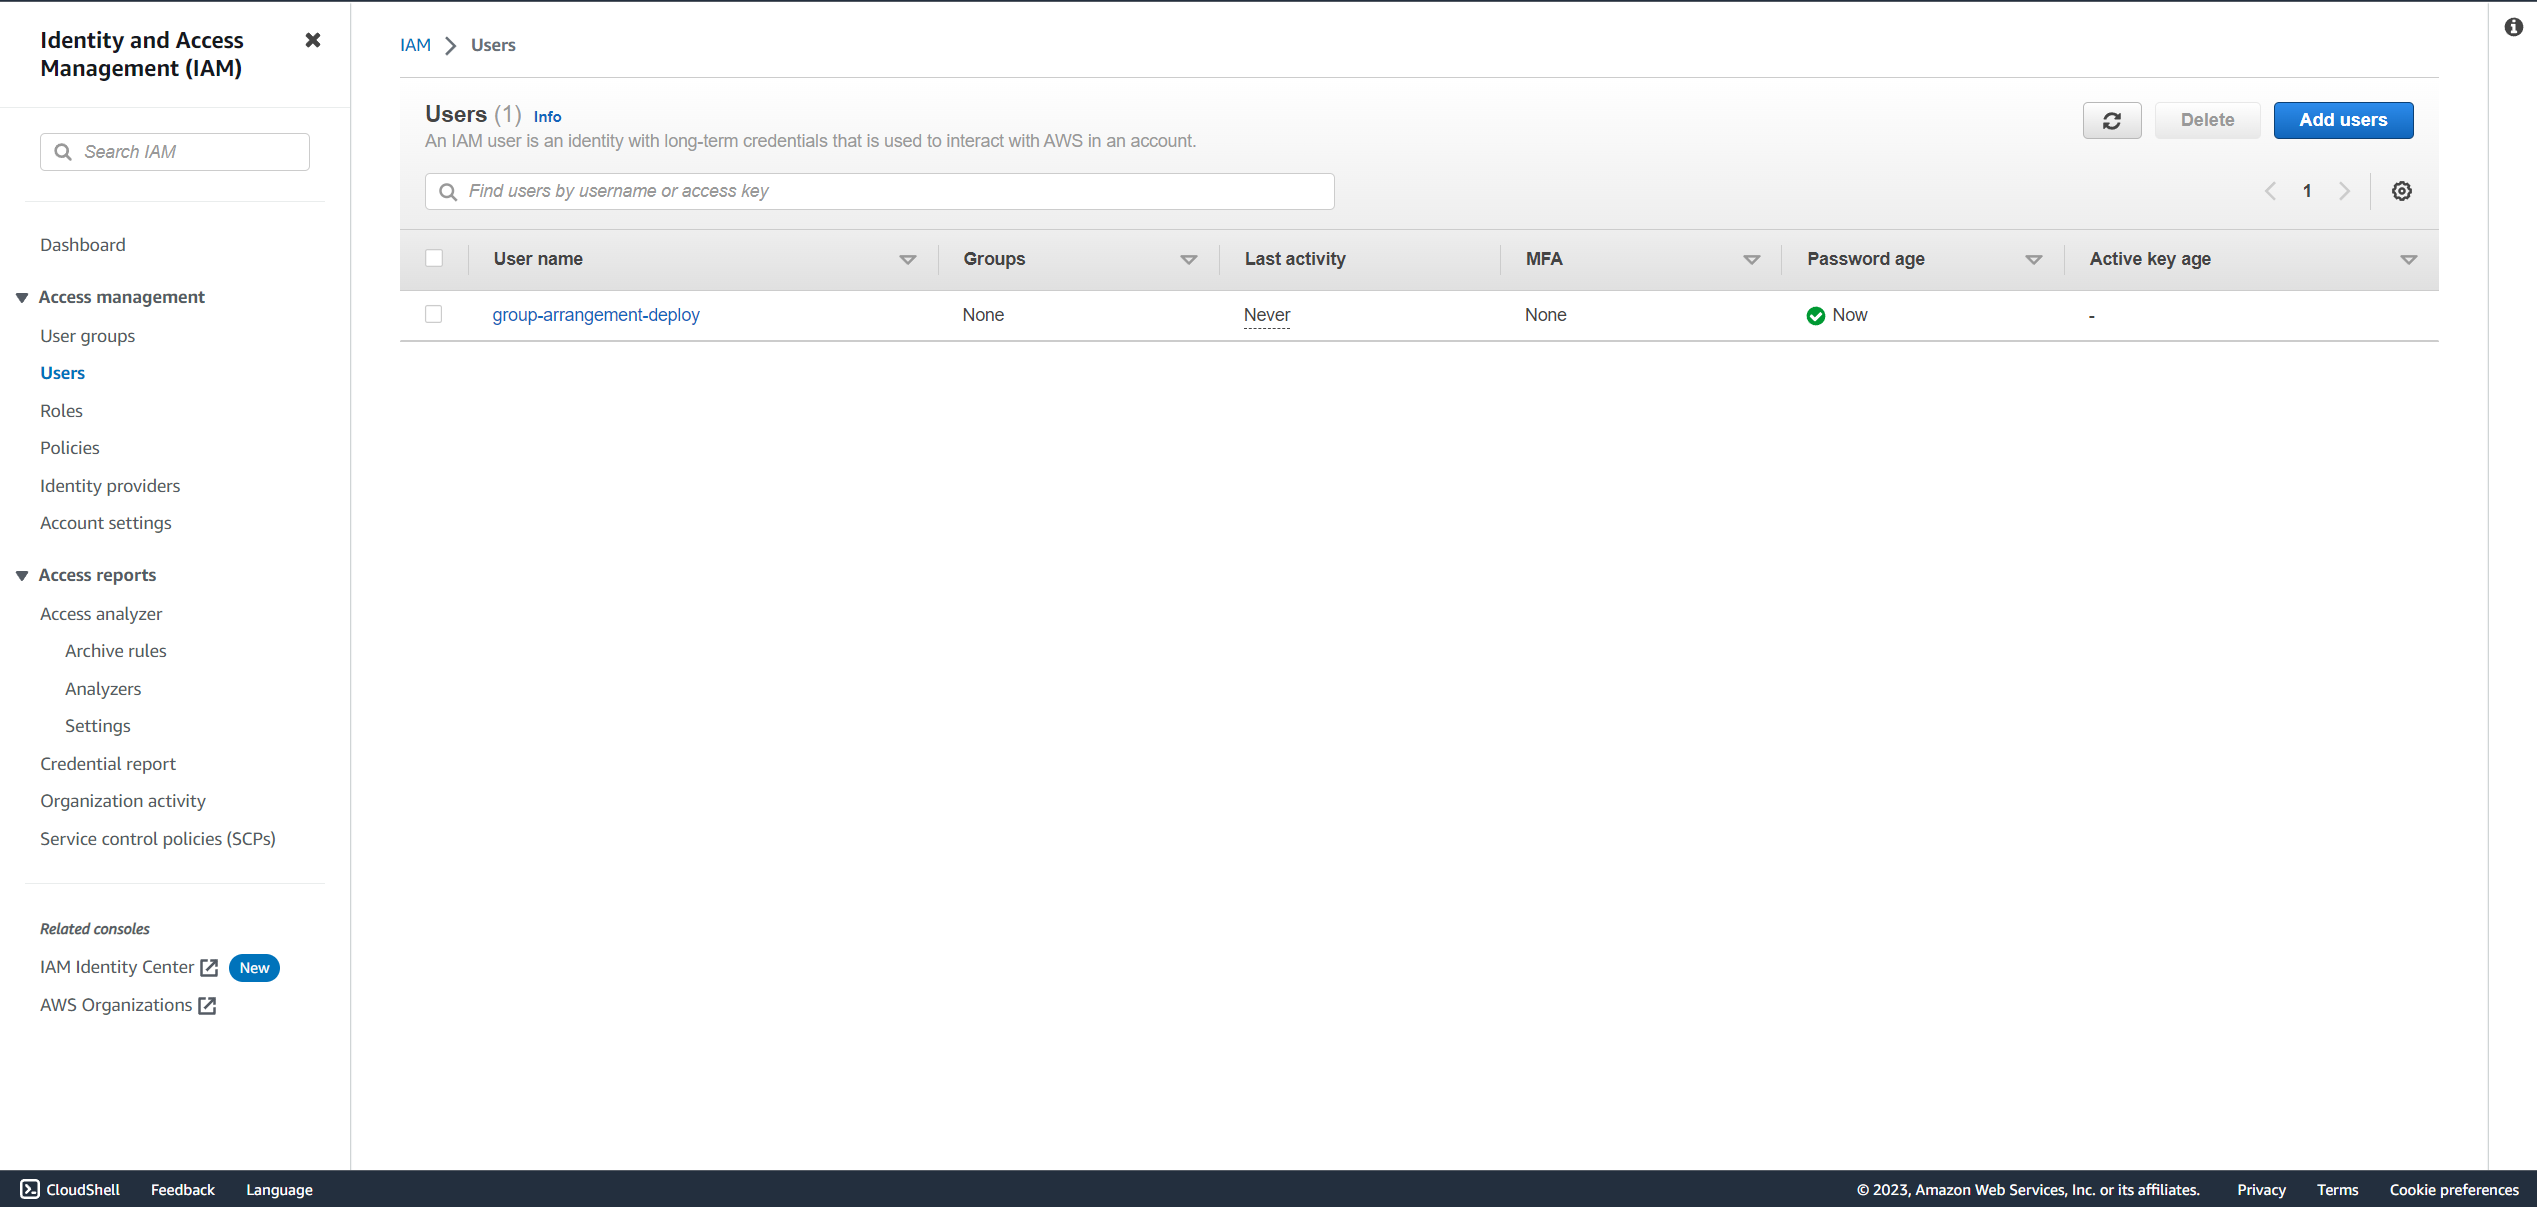 Identity and Access
Management (IAM)
Search IAM
Dashboard
Access management
User groups
Users
Roles
Policies
Identity providers
Account settings
Access reports
Access analyzer
Archive rules
Analyzers
Settings
Credential report
Organization activity
Service control policies (SCPs)
Related consoles
IAM Identity Center New
AWS Organizations
IAM Users
Users (1) Info
An IAM user is an identity with long-term credentials that is used to interact with AWS in an account.
Delete Add users
Find users by username or access key
1
User name Groups Last activity MFA Password age Active key age
group-arrangement-deploy None Never None Now -
CloudShell Feedback Language © 2023, Amazon Web Services, Inc. or its affiliates. Privacy Terms Cookie preferences